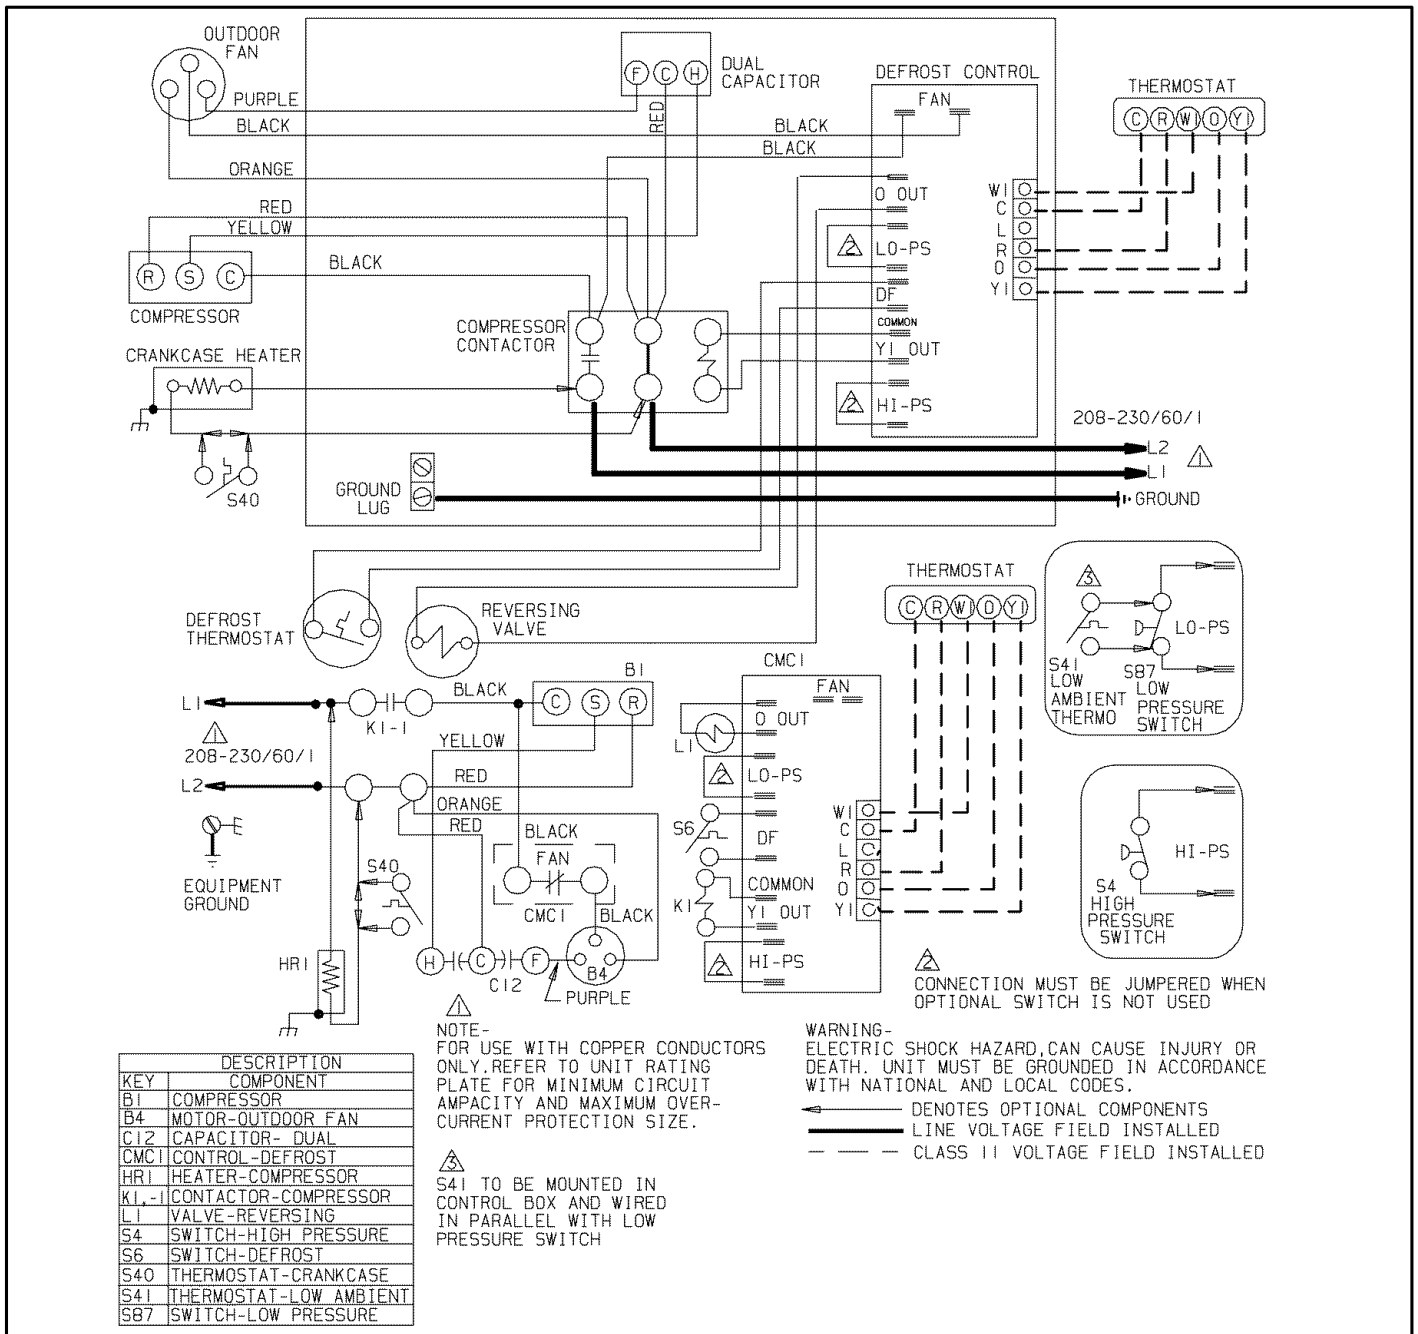 OUTDOOR
FAN
F C H
DUAL
CAPACITOR
PURPLE
BLACK
RED
BLACK
BLACK
ORANGE
RED
YELLOW
BLACK
R S C
COMPRESSOR
CRANKCASE HEATER
S40
COMPRESSOR
CONTACTOR
DEFROST CONTROL
FAN
O OUT
2
LO-PS
DF
COMMON
Y1 OUT
2
HI-PS
W1
C
L
R
O
Y1
THERMOSTAT
C R W1 O Y1
208-230/60/1
L2
1
L1
GROUND
GROUND
LUG
DEFROST
THERMOSTAT
REVERSING
VALVE
L1
1
208-230/60/1
L2
EQUIPMENT
GROUND
K1-1
BLACK
B1
C S R
YELLOW
RED
ORANGE
RED
BLACK
FAN
CMC1
BLACK
S40
HR1
H C F
C12
B4
PURPLE
CMC1
FAN
L1
O OUT
2
LO-PS
S6
DF
COMMON
K1
Y1 OUT
2
HI-PS
W1
C
L
R
O
Y1
THERMOSTAT
C R W1 O Y1
3
LO-PS
S41
LOW
AMBIENT
THERMO
S87
LOW
PRESSURE
SWITCH
HI-PS
S4
HIGH
PRESSURE
SWITCH
2
CONNECTION MUST BE JUMPERED WHEN
OPTIONAL SWITCH IS NOT USED
1
NOTE-
FOR USE WITH COPPER CONDUCTORS
ONLY.REFER TO UNIT RATING
PLATE FOR MINIMUM CIRCUIT
AMPACITY AND MAXIMUM OVER-
CURRENT PROTECTION SIZE.
3
S41 TO BE MOUNTED IN
CONTROL BOX AND WIRED
IN PARALLEL WITH LOW
PRESSURE SWITCH
WARNING-
ELECTRIC SHOCK HAZARD,CAN CAUSE INJURY OR
DEATH. UNIT MUST BE GROUNDED IN ACCORDANCE
WITH NATIONAL AND LOCAL CODES.
DENOTES OPTIONAL COMPONENTS
LINE VOLTAGE FIELD INSTALLED
CLASS II VOLTAGE FIELD INSTALLED
DESCRIPTION
KEY COMPONENT
B1 COMPRESSOR
B4 MOTOR-OUTDOOR FAN
C12 CAPACITOR- DUAL
CMC1 CONTROL-DEFROST
HR1 HEATER-COMPRESSOR
K1,-1 CONTACTOR-COMPRESSOR
L1 VALVE-REVERSING
S4 SWITCH-HIGH PRESSURE
S6 SWITCH-DEFROST
S40 THERMOSTAT-CRANKCASE
S41 THERMOSTAT-LOW AMBIENT
S87 SWITCH-LOW PRESSURE